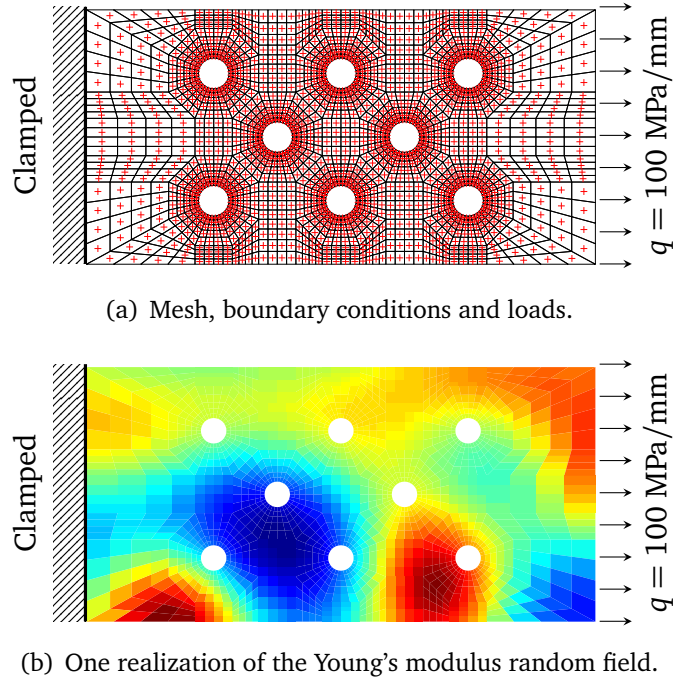 Clamped
q = 100 MPa/mm
(a) Mesh, boundary conditions and loads.
Clamped
q = 100 MPa/mm
(b) One realization of the Young's modulus random field.